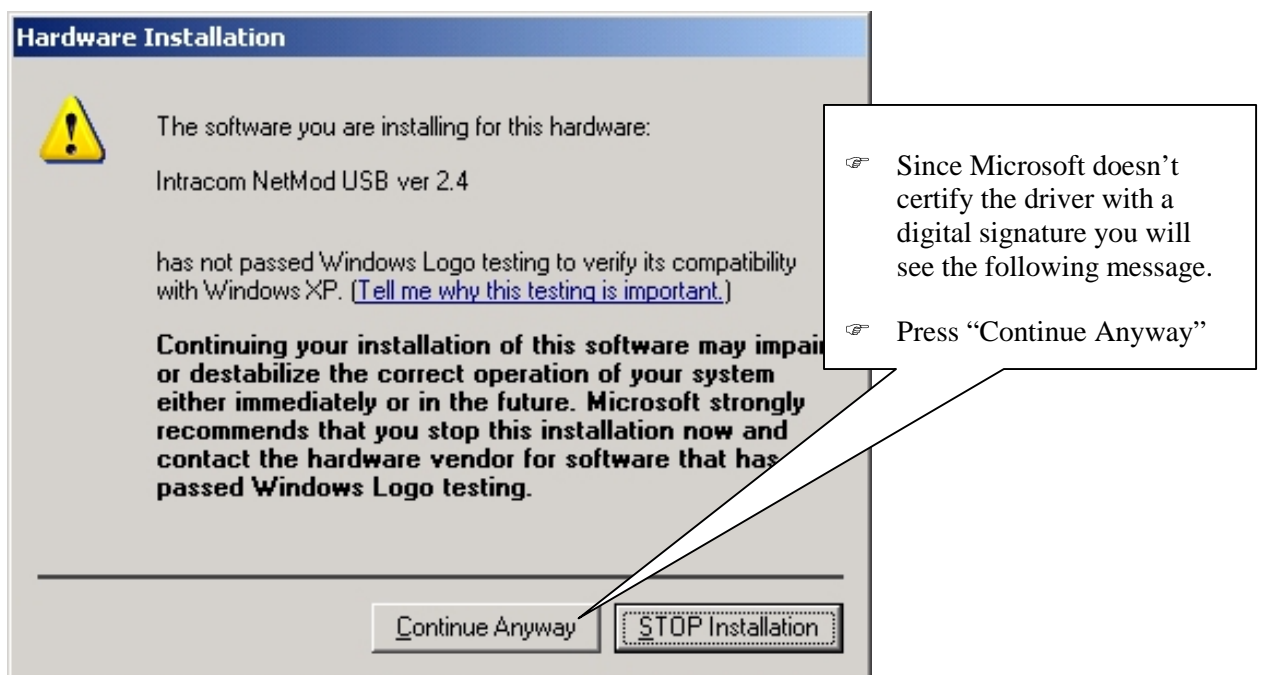 Hardware Installation
The software you are installing for this hardware:
Intracom NetMod USB ver 2.4
has not passed Windows Logo testing to verify its compatibility
with Windows XP. (Tell me why this testing is important.)
Continuing your installation of this software may impair
or destabilize the correct operation of your system
either immediately or in the future. Microsoft strongly
recommends that you stop this installation now and
contact the hardware vendor for software that has
passed Windows Logo testing.
Continue Anyway
STOP Installation
☞ Since Microsoft doesn’t
certify the driver with a
digital signature you will
see the following message.
☞ Press “Continue Anyway”